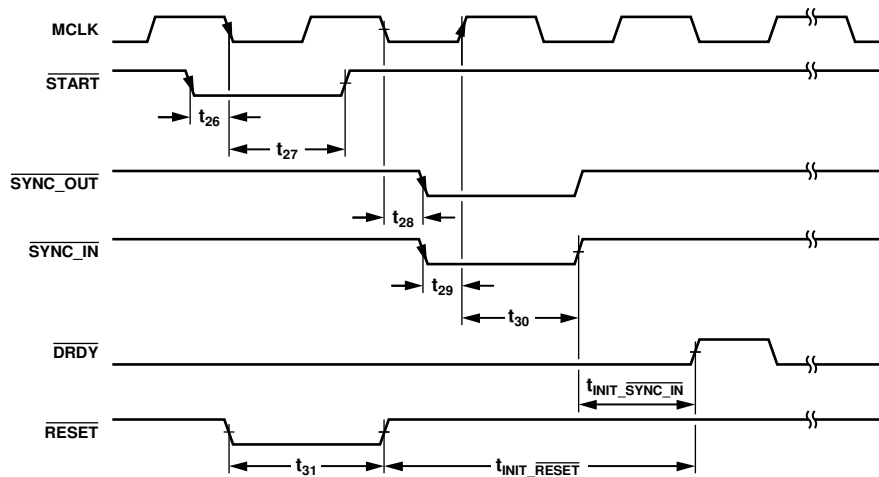 MCLK
START
t26
t27
SYNC_OUT
t28
SYNC_IN
t29
t30
DRDY
tINIT_SYNC_IN
RESET
t31
tINIT_RESET